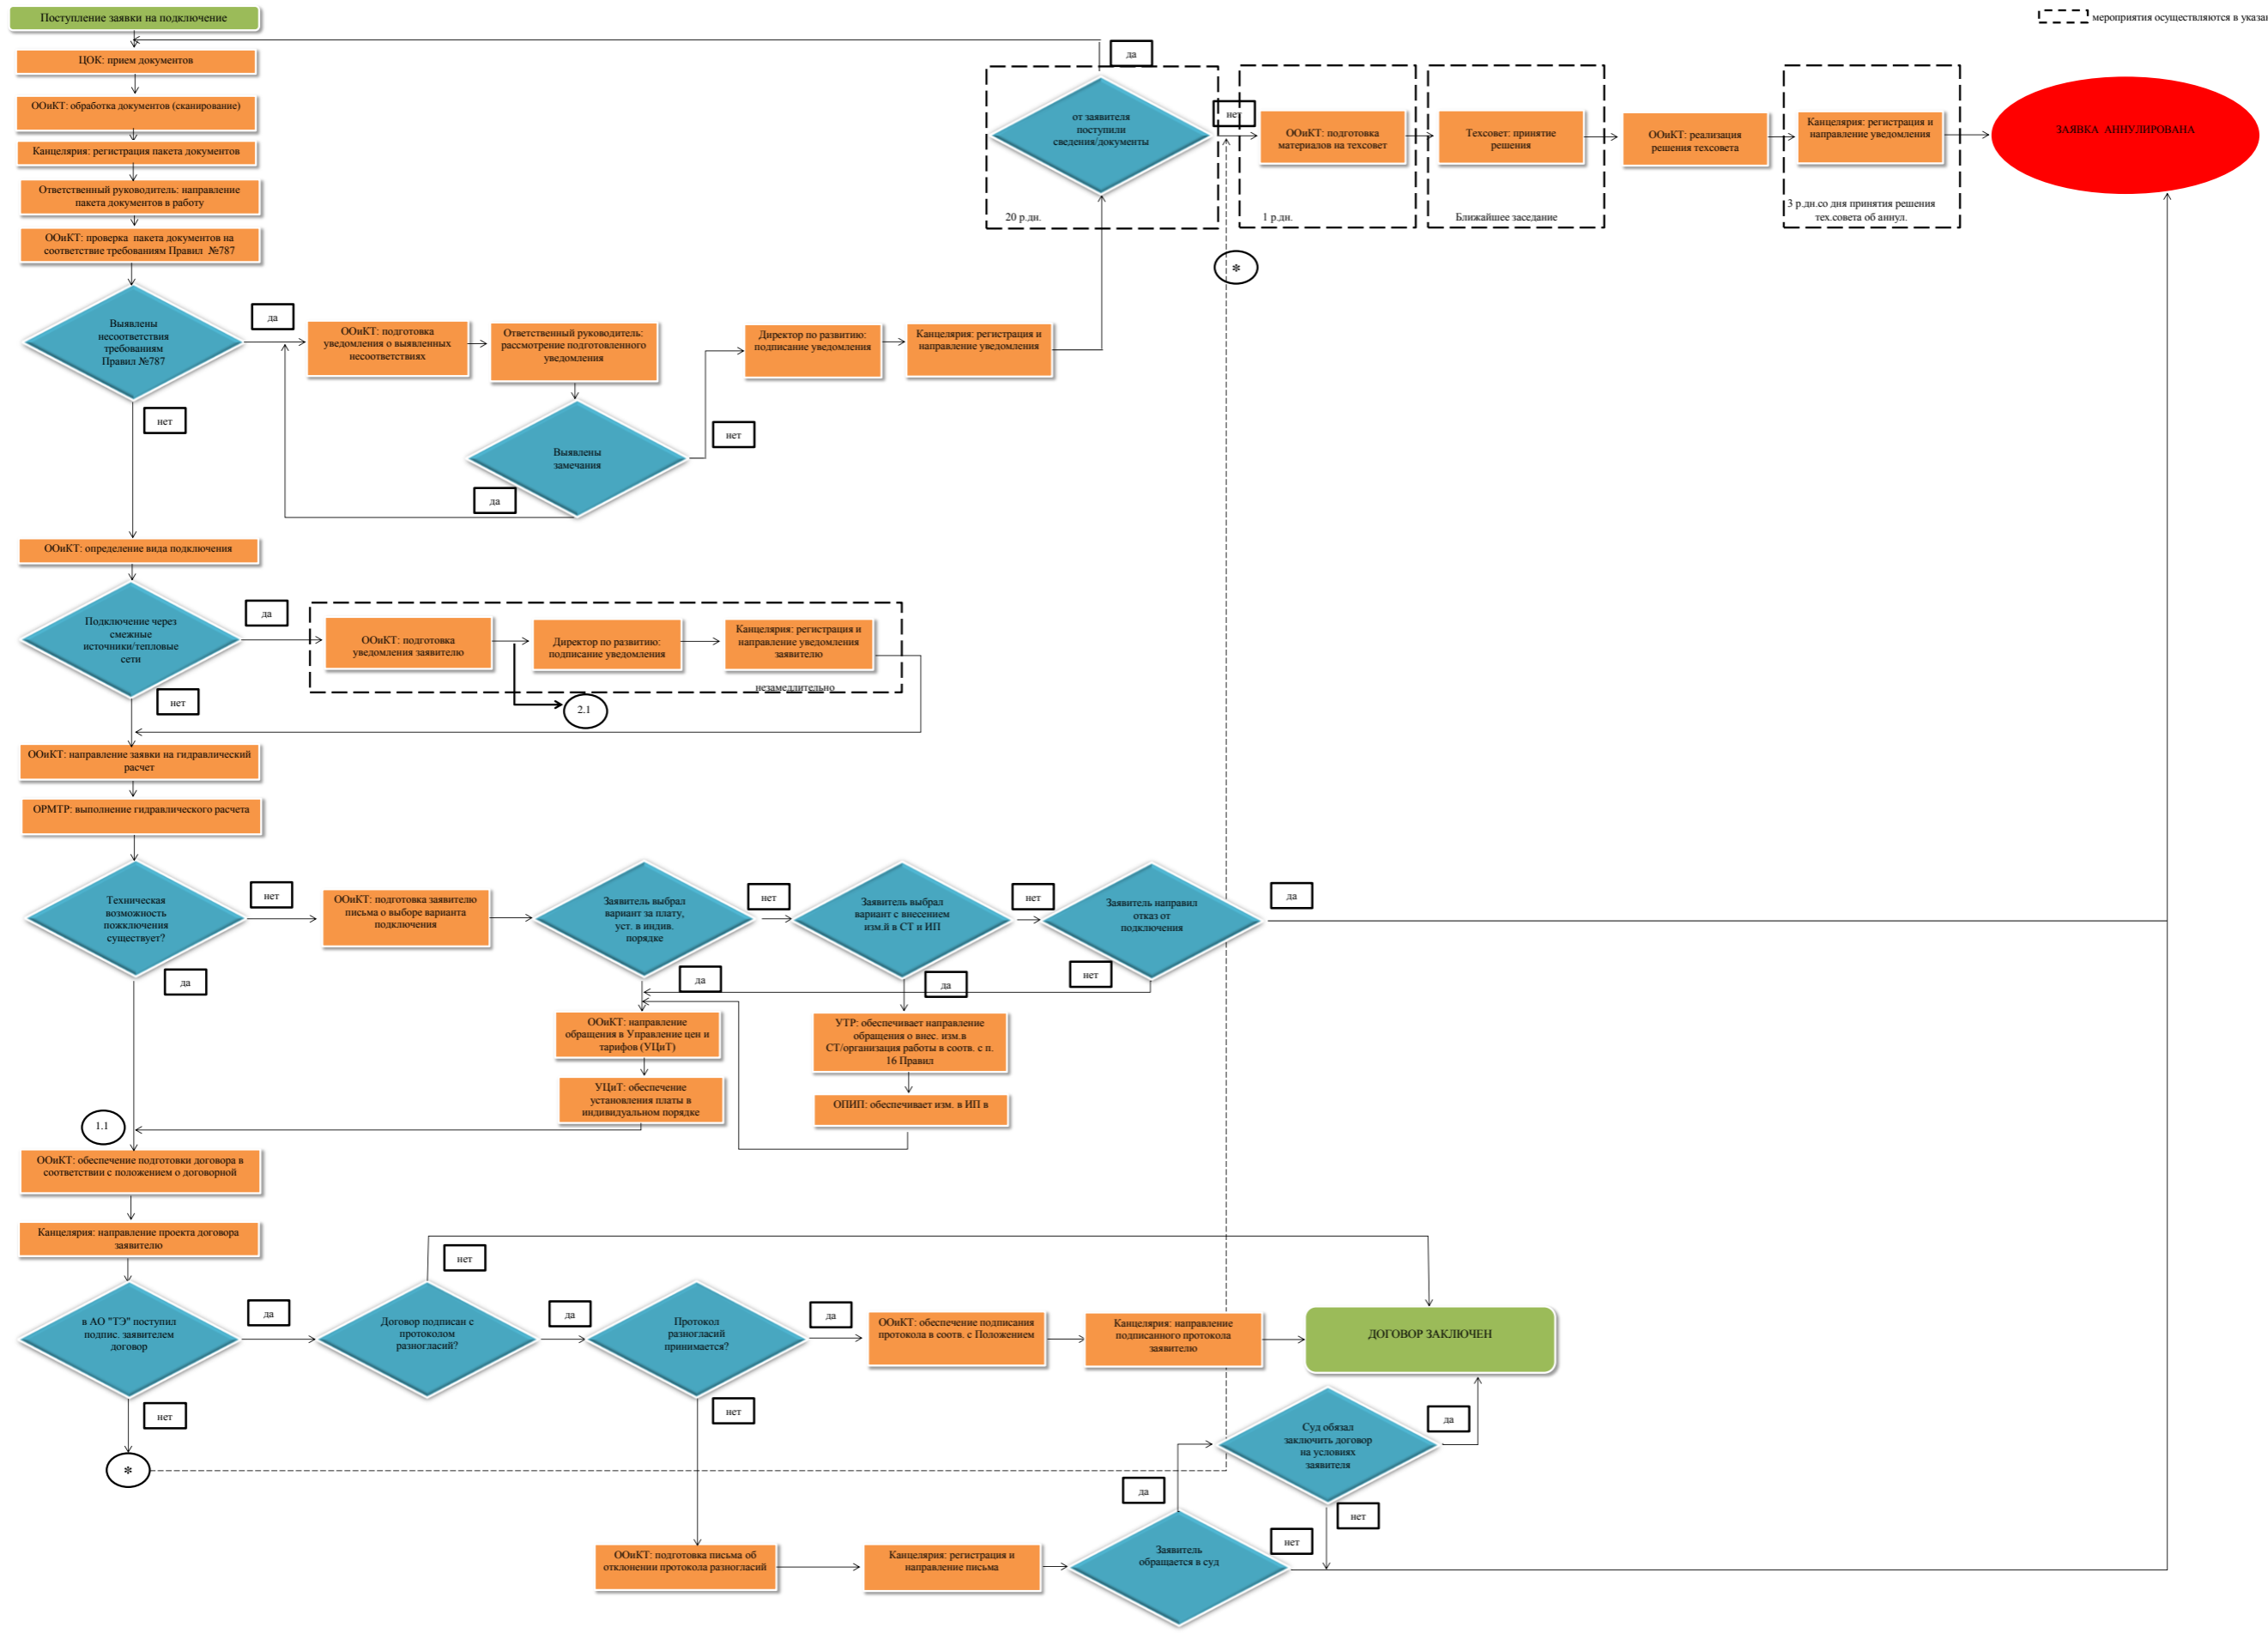 Поступление заявки на подключение
мероприятия осуществляются в указан
ЦОК: прием документов
ООиКТ: обработка документов (сканирование)
Канцелярия: регистрация пакета документов
Ответственный руководитель: направление
пакета документов в работу
ООиКТ: проверка пакета документов на
соответствие требованиям Правил №787
да
от заявителя
поступили
сведения/документы
20 р.дн.
нет
ООиКТ: подготовка
материалов на техсовет
1 р.дн.
Техсовет: принятие
решения
Ближайшее заседание
ООиКТ: реализация
решения техсовета
Канцелярия: регистрация и
направление уведомления
3 р.дн.со дня принятия решения
тех.совета об аннул.
ЗАЯВКА АННУЛИРОВАНА
*
Выявлены
несоответствия
требованиям
Правил №787
да
нет
ООиКТ: подготовка
уведомления о выявленных
несоответствиях
Ответственный руководитель:
рассмотрение подготовленного
уведомления
Директор по развитию:
подписание уведомления
Канцелярия: регистрация и
направление уведомления
Выявлены
замечания
нет
да
ООиКТ: определение вида подключения
Подключение через
смежные
источники/тепловые
сети
да
нет
ООиКТ: подготовка
уведомления заявителю
Директор по развитию:
подписание уведомления
Канцелярия: регистрация и
направление уведомления
заявителю
незамедлительно
2.1
ООиКТ: направление заявки на гидравлический
расчет
ОРМТР: выполнение гидравлического расчета
Техническая
возможность
пожключения
существует?
нет
да
ООиКТ: подготовка заявителю
письма о выборе варианта
подключения
Заявитель выбрал
вариант за плату,
уст. в индив.
порядке
нет
да
Заявитель выбрал
вариант с внесением
изм.й в СТ и ИП
нет
да
Заявитель направил
отказ от
подключения
да
нет
ООиКТ: направление
обращения в Управление цен и
тарифов (УЦиТ)
УЦиТ: обеспечение
установления платы в
индивидуальном порядке
УТР: обеспечивает направление
обращения о внес. изм.в
СТ/организация работы в соотв. с п.
16 Правил
ОПИП: обеспечивает изм. в ИП в
1.1
ООиКТ: обеспечение подготовки договора в
соответствии с положением о договорной
Канцелярия: направление проекта договора
заявителю
в АО "ТЭ" поступил
подпис. заявителем
договор
да
нет
*
Договор подписан с
протоколом
разногласий?
нет
да
Протокол
разногласий
принимается?
да
нет
ООиКТ: обеспечение подписания
протокола в соотв. с Положением
Канцелярия: направление
подписанного протокола
заявителю
ДОГОВОР ЗАКЛЮЧЕН
Суд обязал
заключить договор
на условиях
заявителя
да
нет
ООиКТ: подготовка письма об
отклонении протокола разногласий
Канцелярия: регистрация и
направление письма
Заявитель
обращается в суд
да
нет